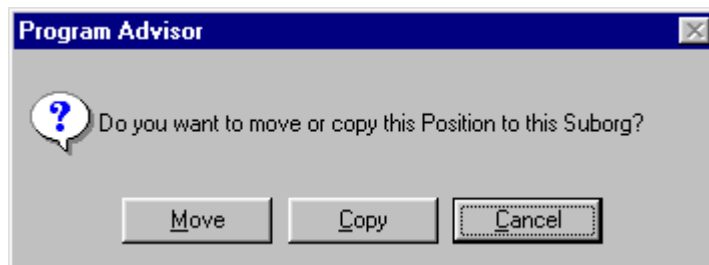 Program Advisor
Do you want to move or copy this Position to this Suborg?
Move Copy Cancel